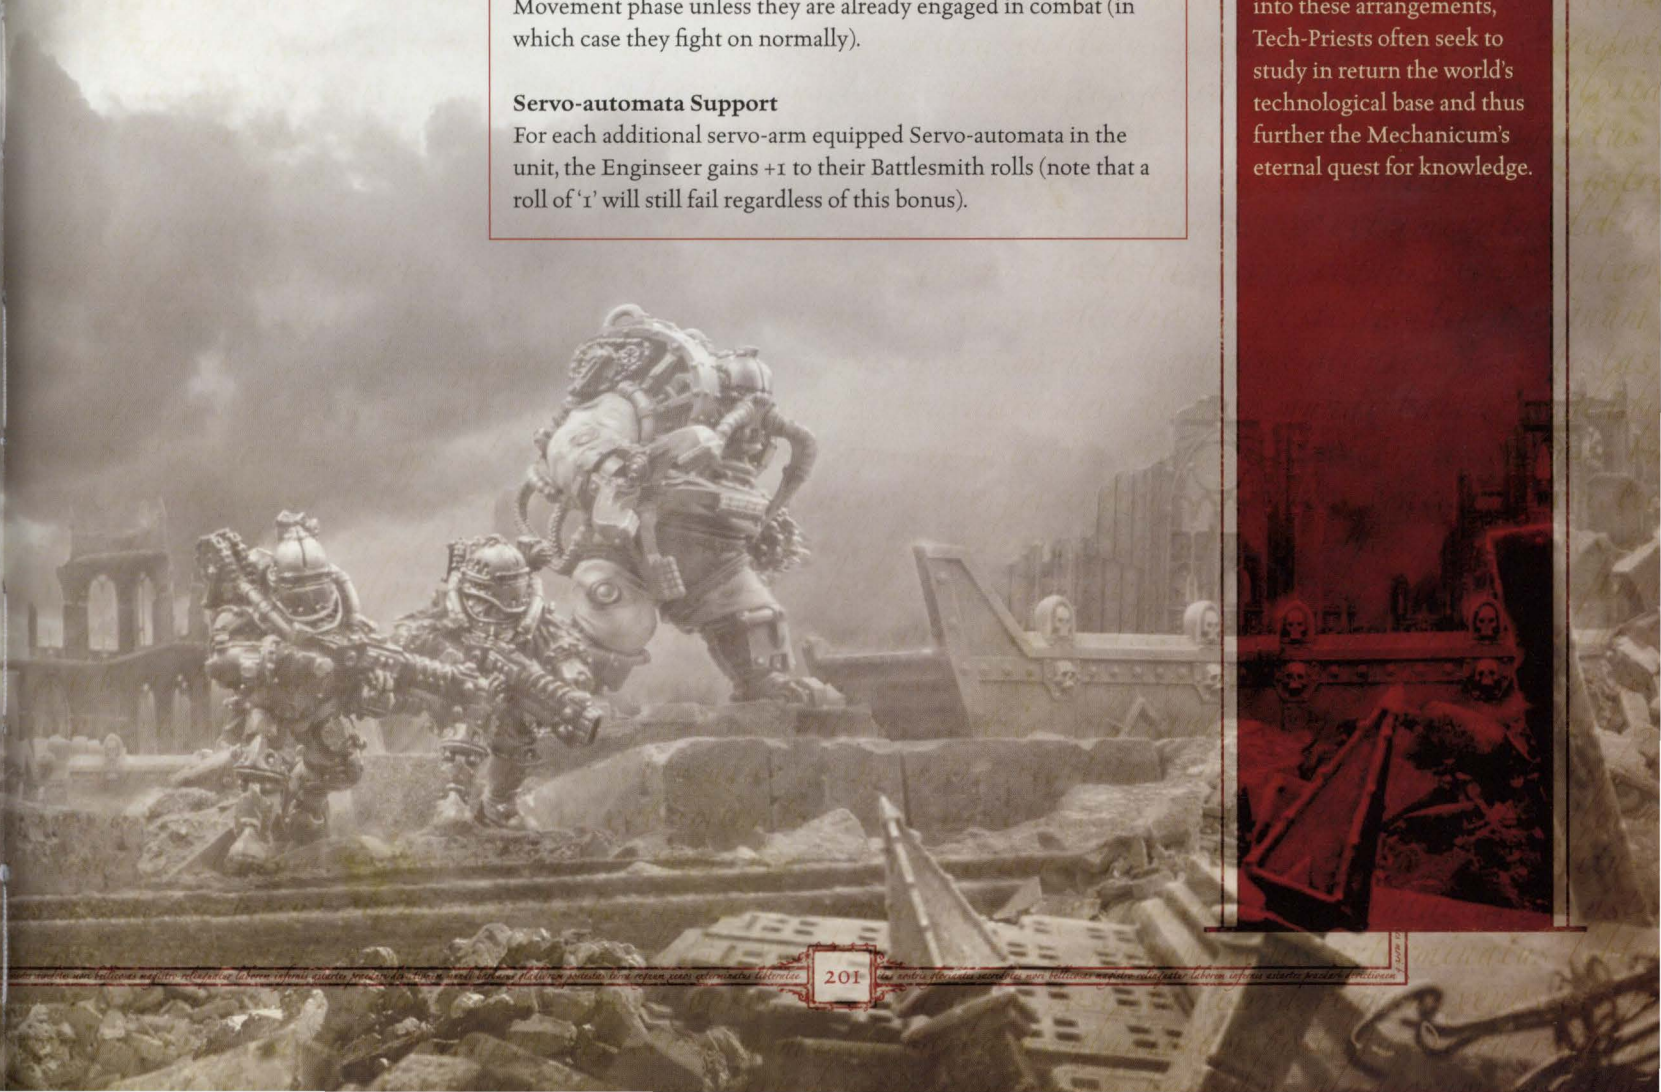 Movement phase unless they are already engaged in combat (in
which case they fight on normally).
Servo-automata Support
For each additional servo-arm equipped Servo-automata in the
unit, the Enginseer gains +1 to their Battlesmith rolls (note that a
roll of ‘1’ will still fail regardless of this bonus).
into these arrangements,
Tech-Priests often seek to
study in return the world’s
technological base and thus
further the Mechanicum’s
eternal quest for knowledge.
201